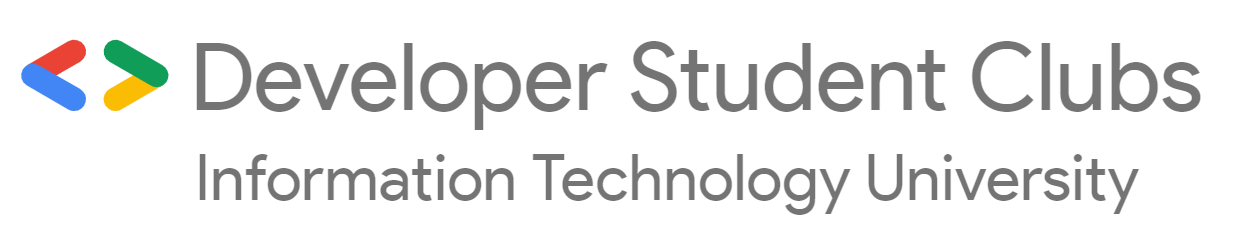 Developer Student Clubs
Information Technology University